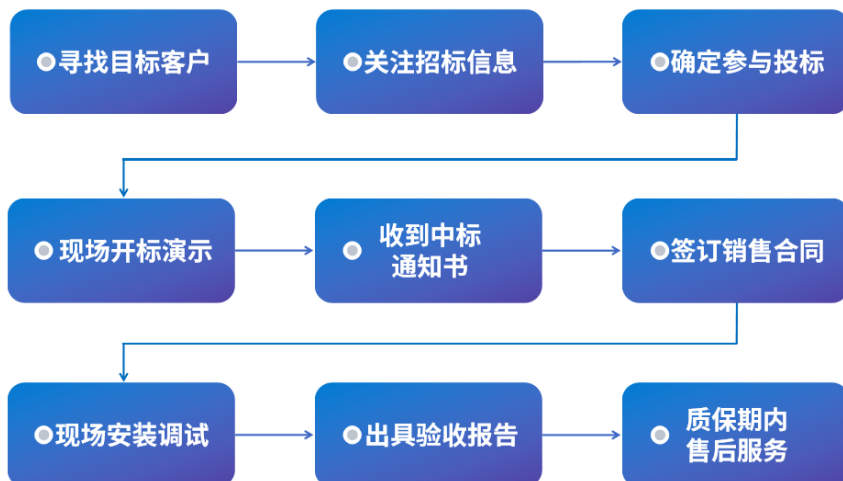 寻找目标客户
关注招标信息
确定参与投标
现场开标演示
收到中标
通知书
签订销售合同
现场安装调试
出具验收报告
质保期内
售后服务